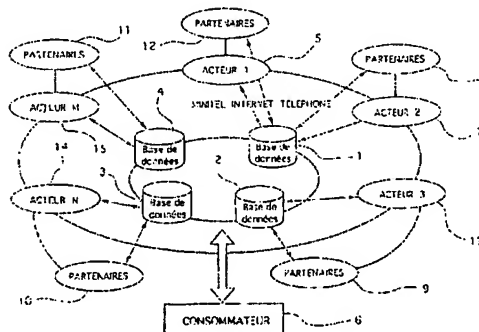 11
PARTENAIRES
12
5
PARTENAIRES
ACTEUR 1
PARTENAIRES
MINITEL INTERNET TELEPHONE
4
ACTEUR M
ACTEUR 2
15
Base de données
Base de données
1
14
3
2
ACTEUR N
Base de données
Base de données
ACTEUR 3
PARTENAIRES
10
PARTENAIRES
9
CONSOMMATEUR
6